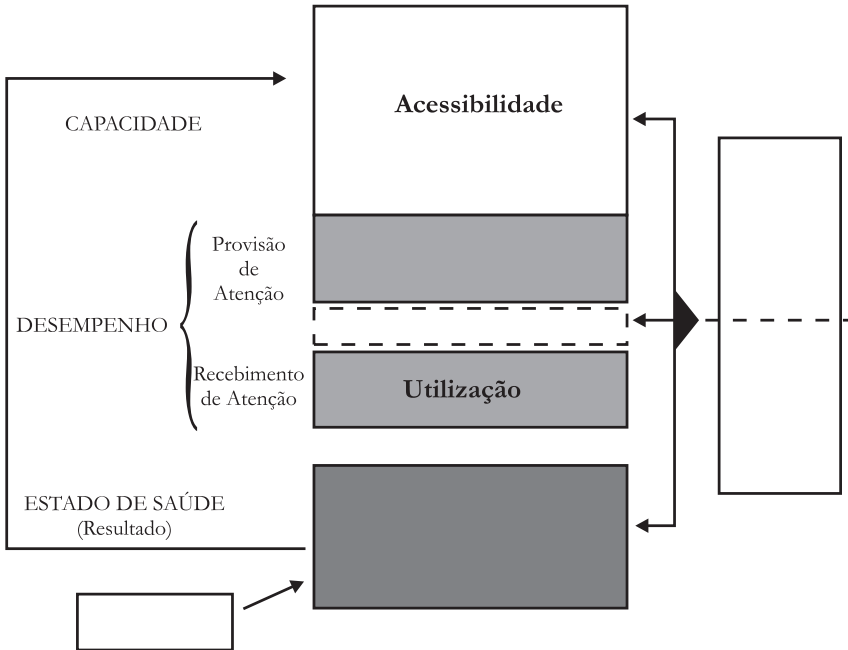 Acessibilidade
CAPACIDADE
Provisão
de
Atenção
DESEMPENHO
Recebimento
de Atenção
Utilização
ESTADO DE SAÚDE
(Resultado)